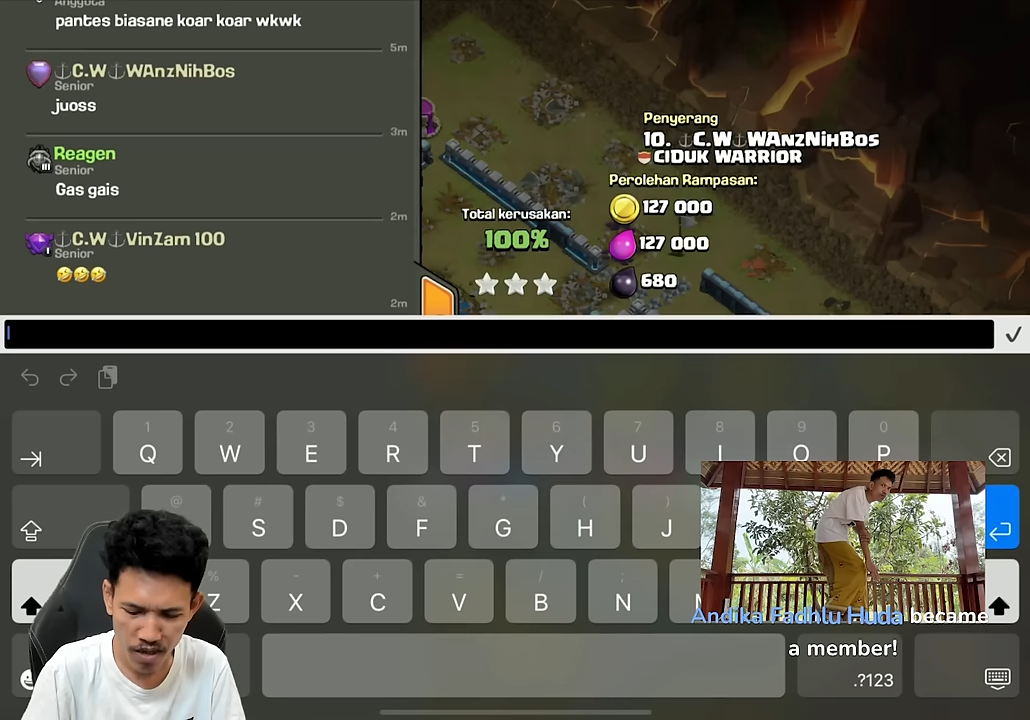 Anggota
pantes biasane koar koar wkwk
5m
⚓C.W⚓WAnzNihBos
Senior
juoss
3m
Reagen
Senior
Gas gais
2m
⚓C.W⚓VinZam 100
Senior
🤣🤣🤣
2m
Penyerang
10. ⚓C.W⚓WAnzNihBos
CIDUK WARRIOR
Perolehan Rampasan:
127 000
127 000
680
Total kerusakan:
100%
1 2 3 4 5 6 7 8 9 0
Q W E R T Y U I O P
@ # $ & * ( )
S D F G H J
% - + = / ;
Z X C V B N
.?123
Andika Fadhlu Huda became
a member!